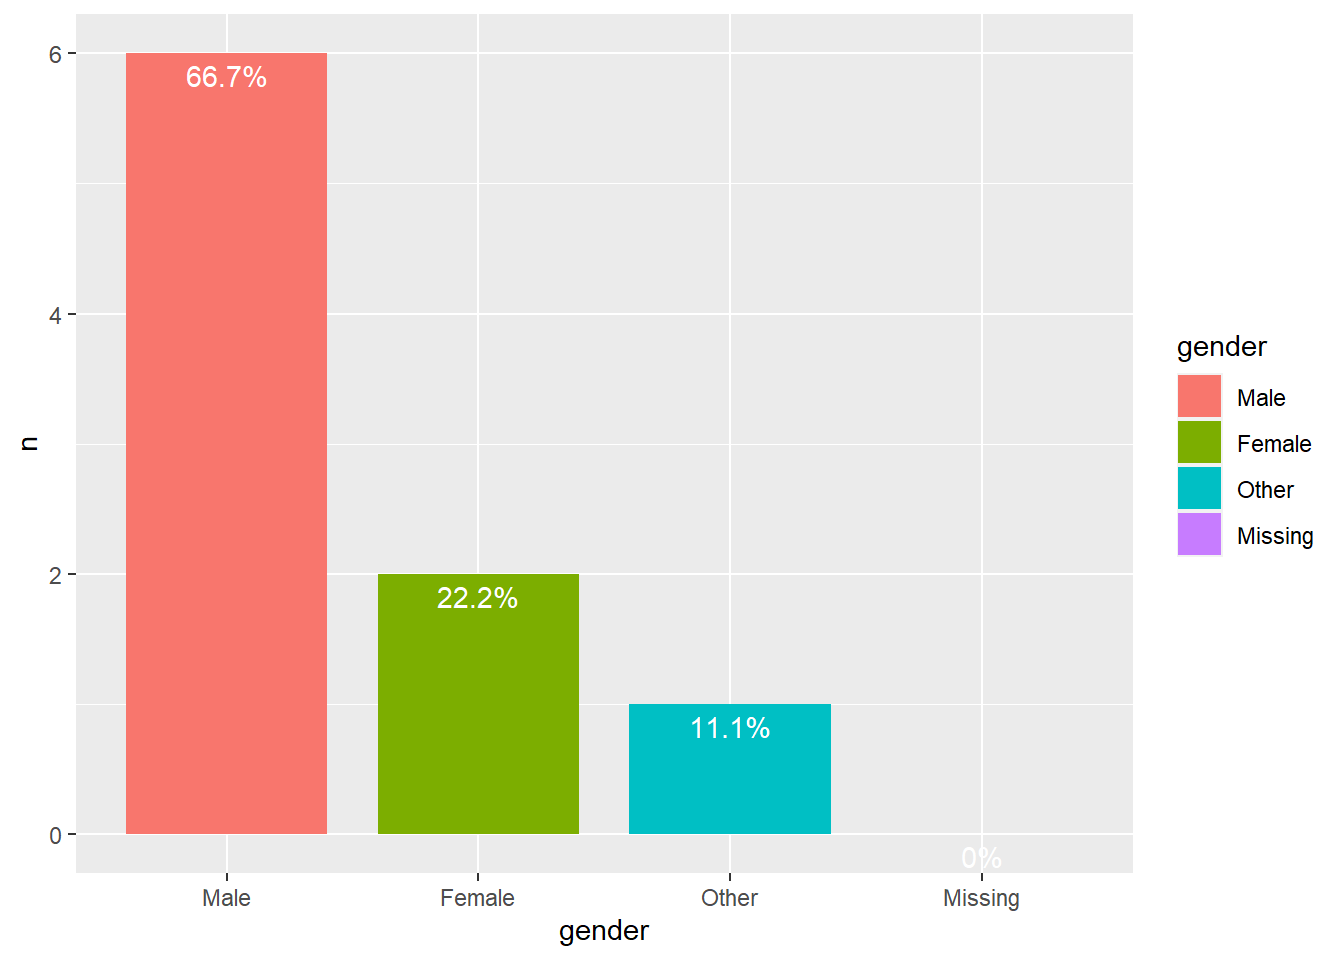 6
4
2
0
n
66.7%
22.2%
11.1%
0%
Male
Female
Other
Missing
gender
gender
Male
Female
Other
Missing